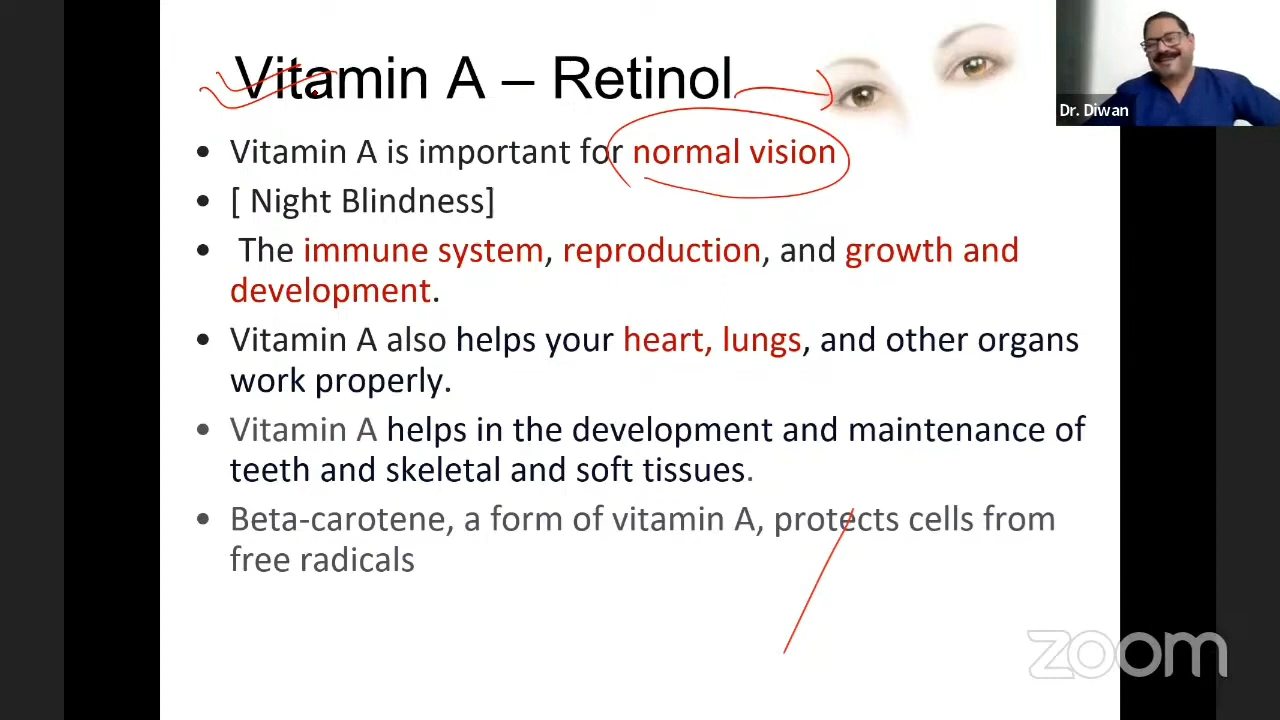 Vitamin A – Retinol
Dr. Diwan
• Vitamin A is important for normal vision
• [ Night Blindness]
• The immune system, reproduction, and growth and
development.
• Vitamin A also helps your heart, lungs, and other organs
work properly.
• Vitamin A helps in the development and maintenance of
teeth and skeletal and soft tissues.
• Beta-carotene, a form of vitamin A, protects cells from
free radicals
zoom